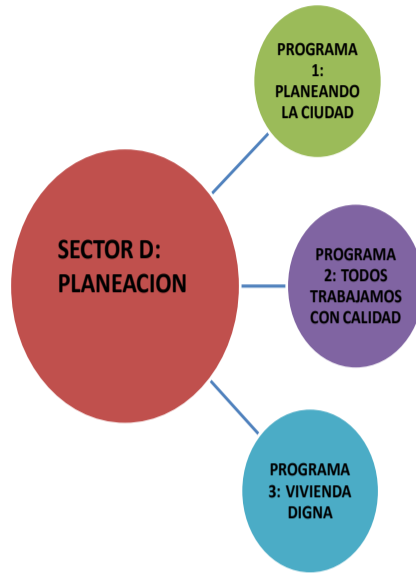 PROGRAMA
1:
PLANEANDO
LA CIUDAD
SECTOR D:
PLANEACION
PROGRAMA
2: TODOS
TRABAJAMOS
CON CALIDAD
PROGRAMA
3: VIVIENDA
DIGNA